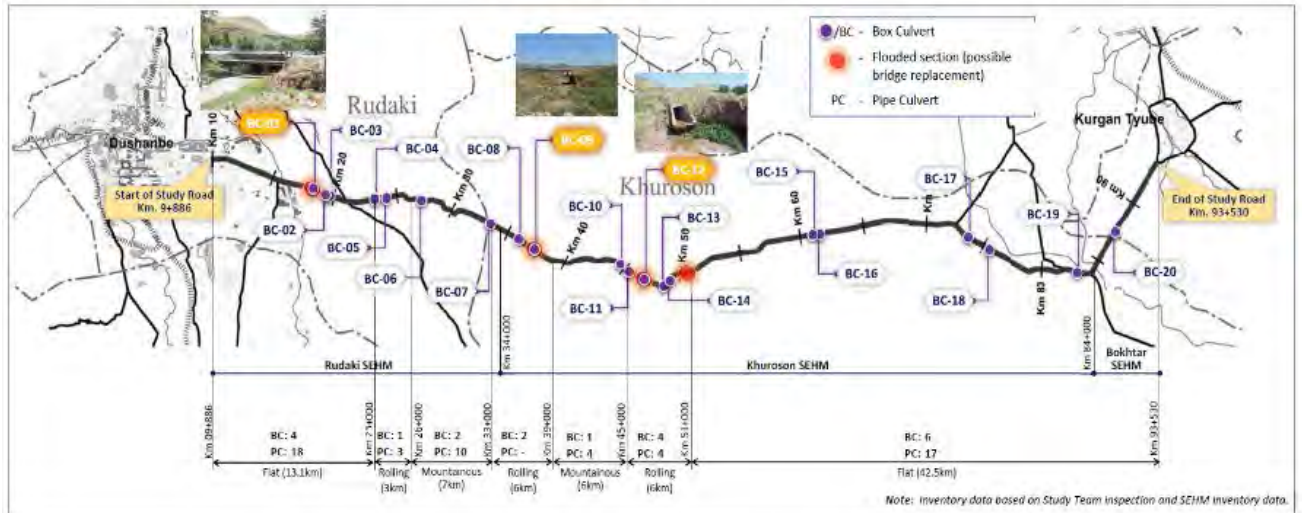 /BC - Box Culvert
- Flooded section (possible
bridge replacement)
PC - Pipe Culvert
Rudaki
Dushanbe
Kurgan Tyube
Khuroson
Start of Study Road
Km. 9+886
End of Study Road
Km. 93+530
Km 10
BC-03
Km 20
BC-04
BC-08
BC-02
BC-05
BC-06
BC-07
BC-10
Km 40
BC-11
BC-13
Km 50
BC-14
BC-15
Km 60
BC-16
Km
BC-17
BC-18
BC-19
Km 83
Km 90
BC-20
Km 34+000
Km 84+000
Rudaki SEHM
Khuroson SEHM
Bokhtar
SEHM
Km 09+886
Km 26+000
Km 33+000
Km 39+000
Km 45+000
Km 51+000
Km 93+530
BC: 4
PC: 18
BC: 1
PC: 3
BC: 2
PC: 10
BC: 2
PC: -
BC: 1
PC: 4
BC: 4
PC: 4
BC: 6
PC: 17
Flat (13.1km)
Rolling
(3km)
Mountainous
(7km)
Rolling
(6km)
Mountainous
(6km)
Rolling
(6km)
Flat (42.5km)
Note: Inventory data based on Study Team inspection and SEHM inventory data.